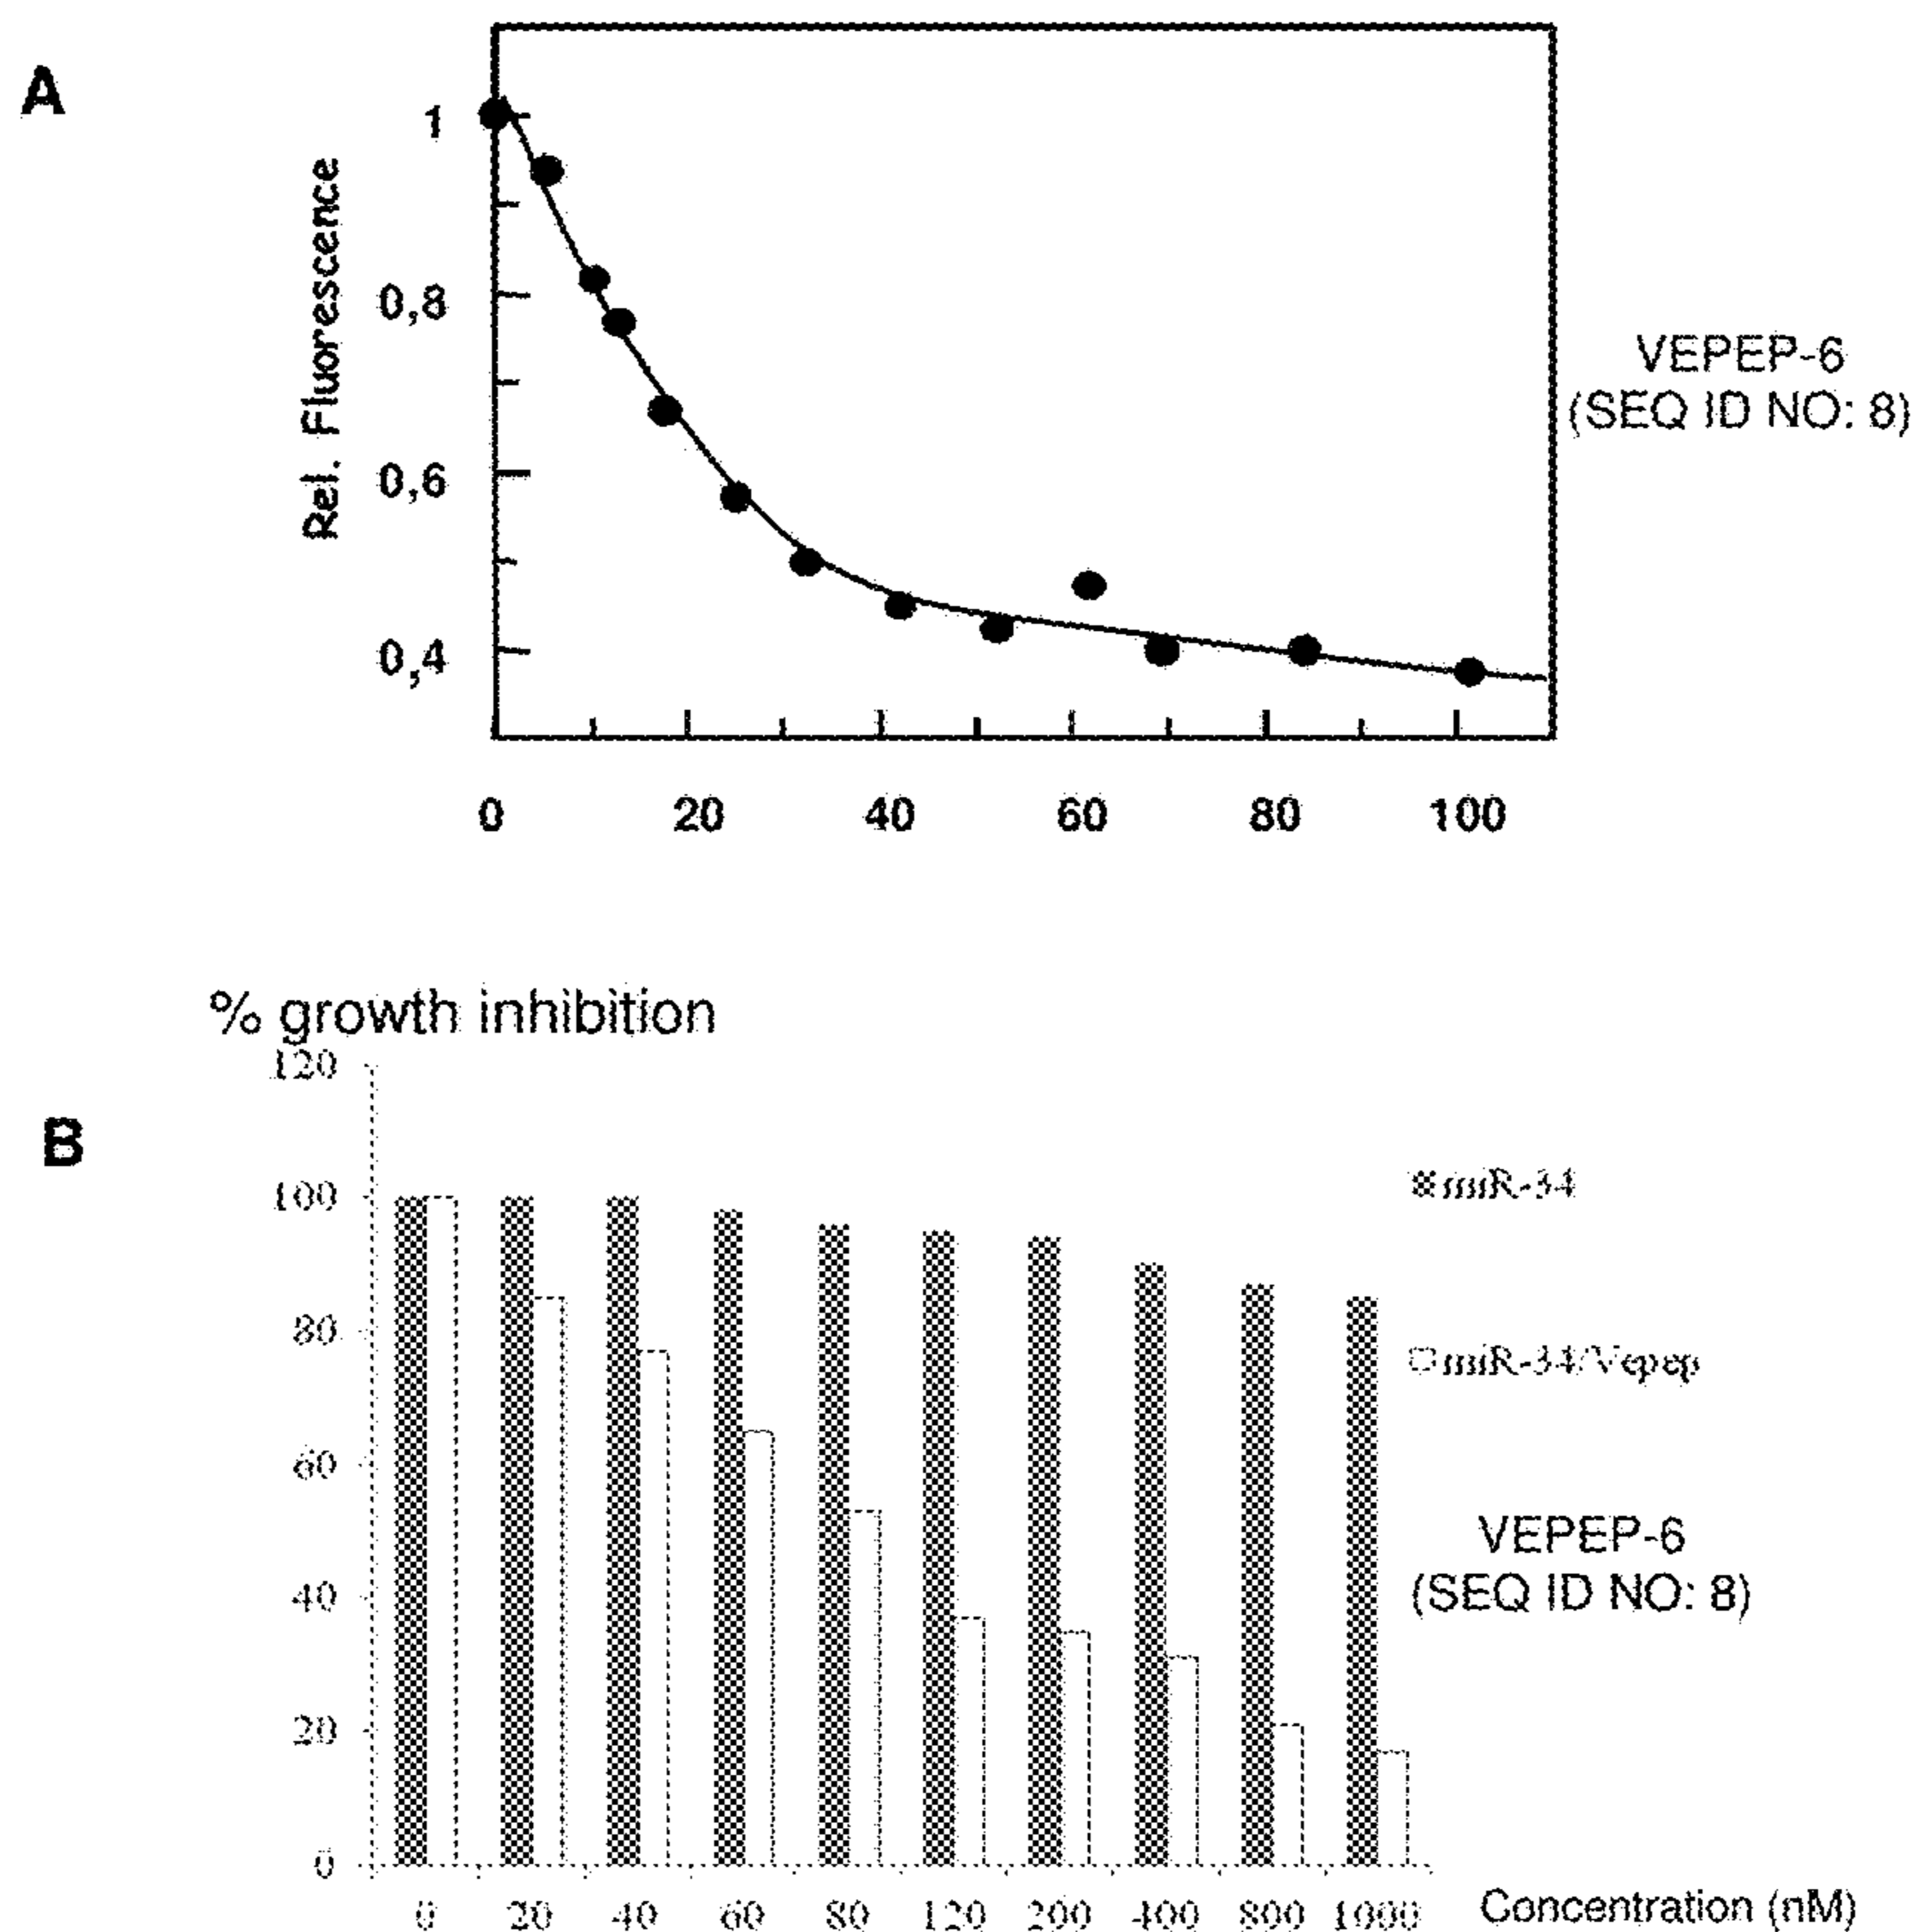 A
1
0,8
0,6
0,4
Rel. Fluorescence
VEPEP-6
(SEQ ID NO: 8)
0 20 40 60 80 100
% growth inhibition
B
120
100
80
60
40
20
0
miR-34
miR-34/Vepep
VEPEP-6
(SEQ ID NO: 8)
0 20 40 60 80 120 200 400 800 1000
Concentration (nM)